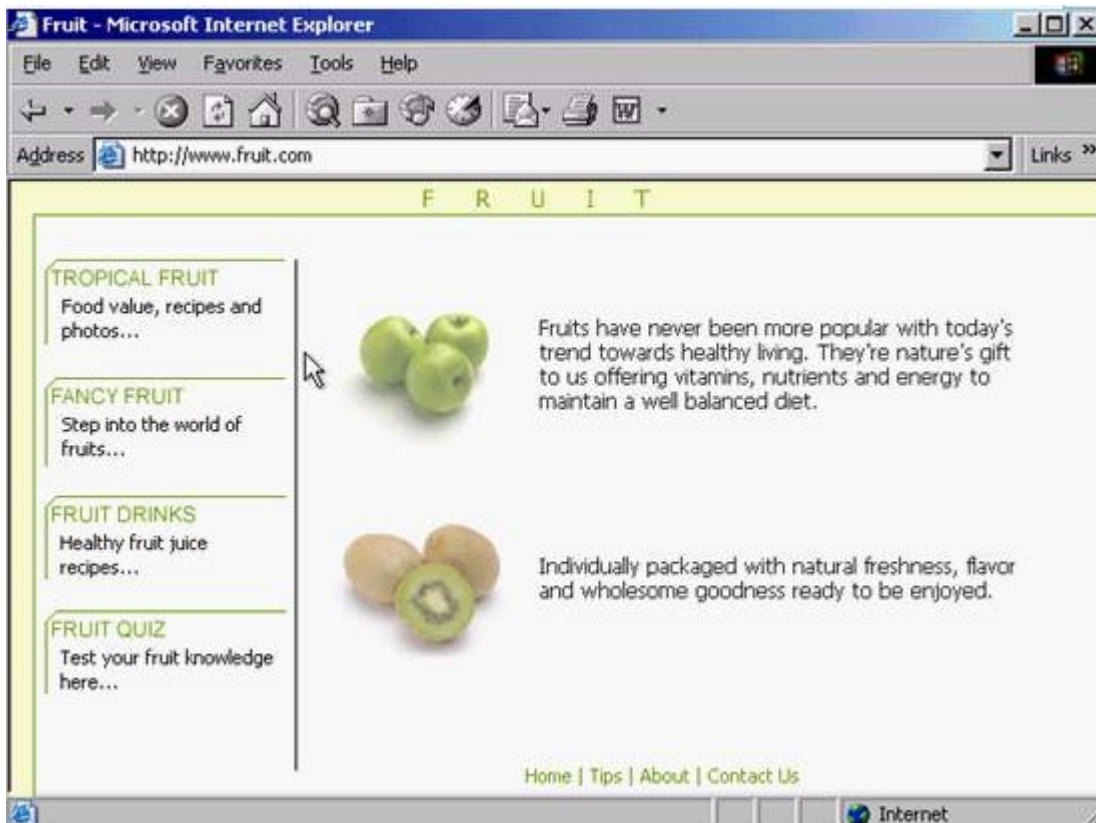 Fruit - Microsoft Internet Explorer
File Edit View Favorites Tools Help
Address http://www.fruit.com Links »
F R U I T
TROPICAL FRUIT
Food value, recipes and
photos...
FANCY FRUIT
Step into the world of
fruits...
FRUIT DRINKS
Healthy fruit juice
recipes...
FRUIT QUIZ
Test your fruit knowledge
here...
Fruits have never been more popular with today's
trend towards healthy living. They're nature's gift
to us offering vitamins, nutrients and energy to
maintain a well balanced diet.
Individually packaged with natural freshness, flavor
and wholesome goodness ready to be enjoyed.
Home | Tips | About | Contact Us
Internet